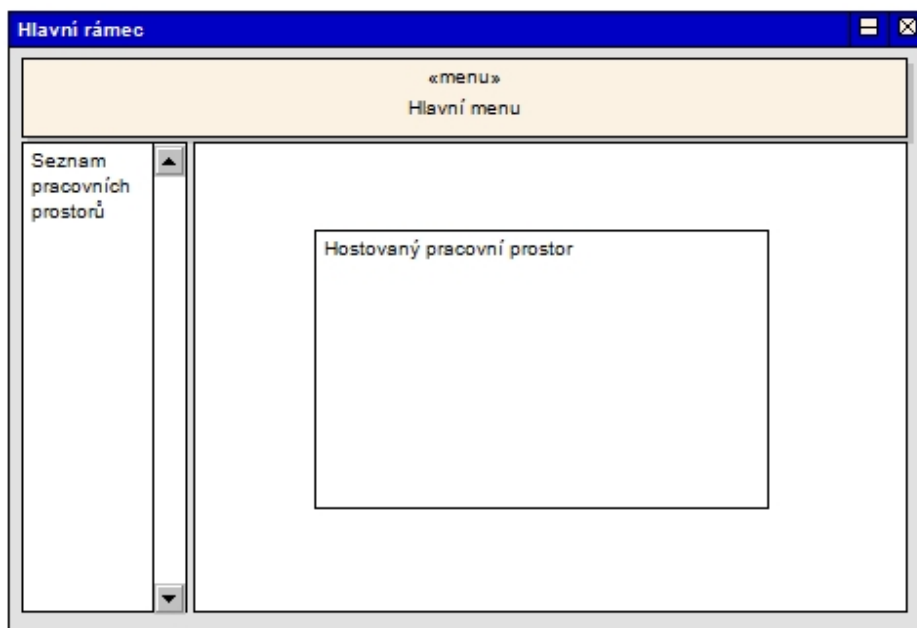 Hlavní rámec
«menu»
Hlavní menu
Seznam
pracovních
prostorů
Hostovaný pracovní prostor